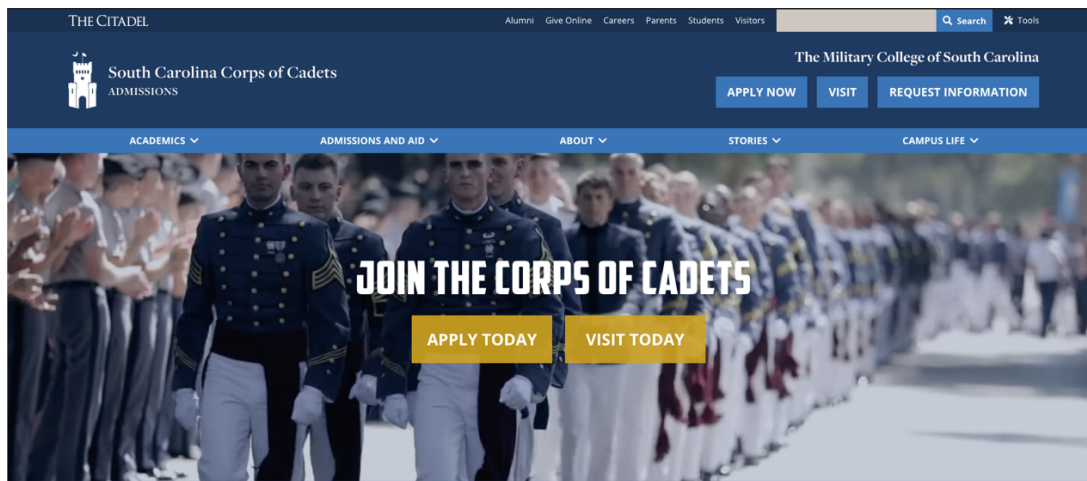 THE CITADEL
Alumni Give Online Careers Parents Students Visitors Search Tools
South Carolina Corps of Cadets
ADMISSIONS
The Military College of South Carolina
APPLY NOW VISIT REQUEST INFORMATION
ACADEMICS ADMISSIONS AND AID ABOUT STORIES CAMPUS LIFE
JOIN THE CORPS OF CADETS
APPLY TODAY VISIT TODAY